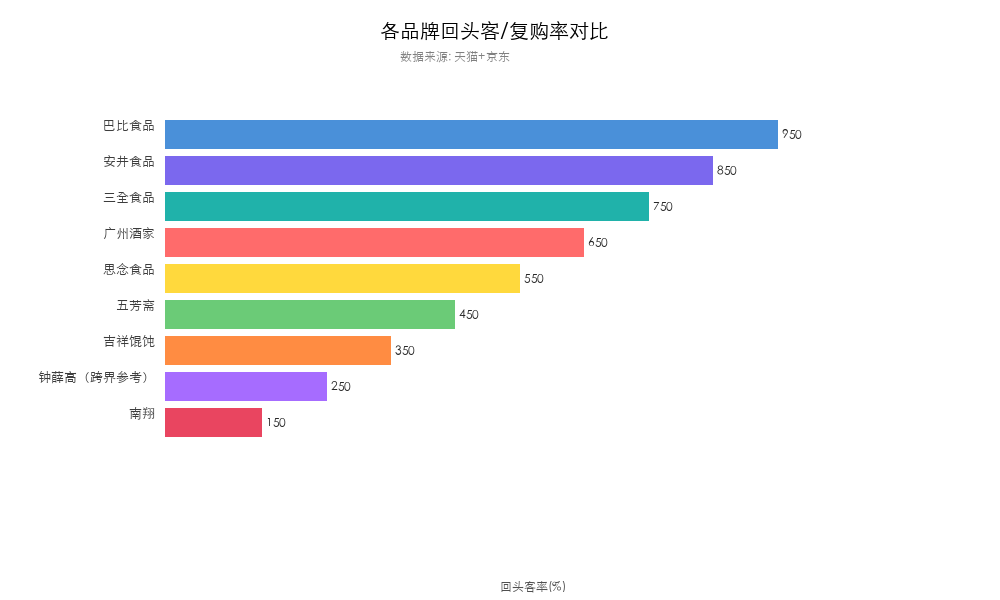 各品牌回头客/复购率对比
数据来源: 天猫+京东
巴比食品 950
安井食品 850
三全食品 750
广州酒家 650
思念食品 550
五芳斋 450
吉祥馄饨 350
钟薛高（跨界参考） 250
南翔 150
回头客率(%)